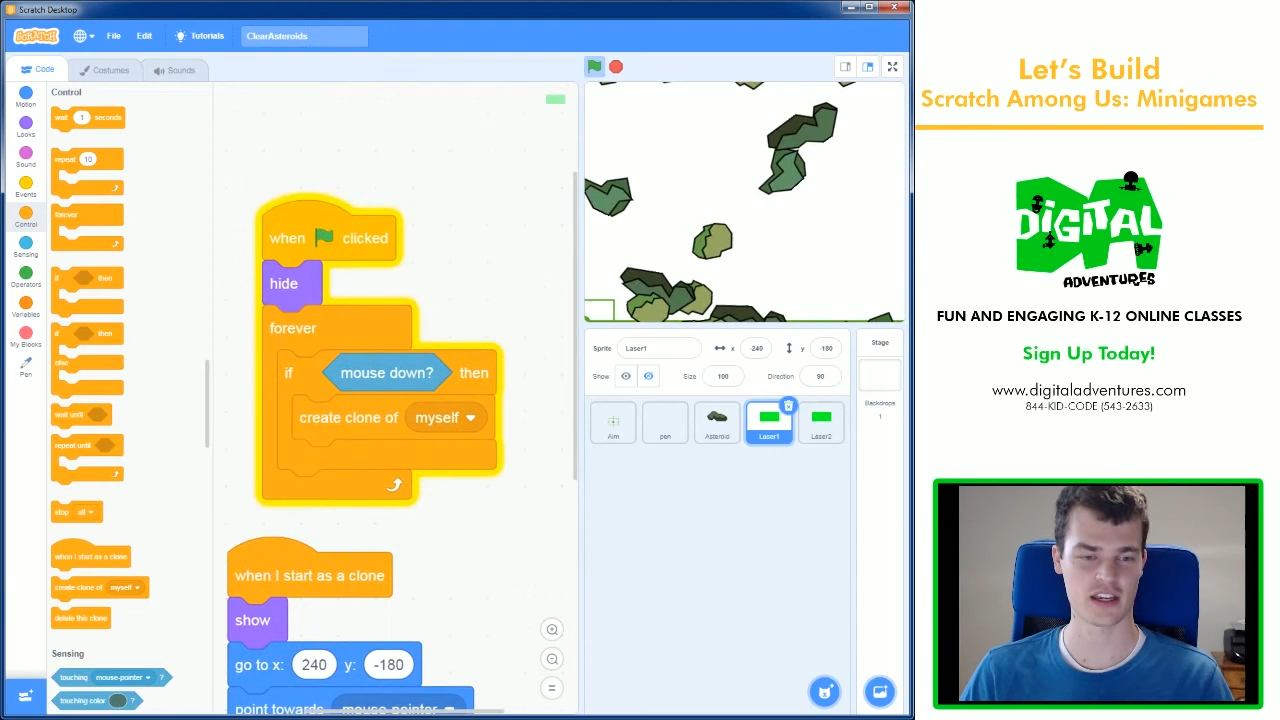 Scratch Desktop
SCRATCH
File
Edit
Tutorials
ClearAsteroids
Code
Costumes
Sounds
Motion
Looks
Sound
Events
Control
Sensing
Operators
Variables
My Blocks
Pen
Control
wait 1 seconds
repeat 10
forever
if then
if then
else
wait until
repeat until
stop all
when I start as a clone
create clone of myself
delete this clone
Sensing
touching mouse-pointer ?
touching color ?
when clicked
hide
forever
if mouse down? then
create clone of myself
when I start as a clone
show
go to x: 240 y: -180
point towards mouse-pointer
Sprite Laser1 x -240 y -180
Show Size 100 Direction 90
Aim
pen
Asteroid
Laser1
Laser2
Stage
Backdrops
1
Let's Build
Scratch Among Us: Minigames
DIGITAL
ADVENTURES
FUN AND ENGAGING K-12 ONLINE CLASSES
Sign Up Today!
www.digitaladventures.com
844-KID-CODE (543-2633)